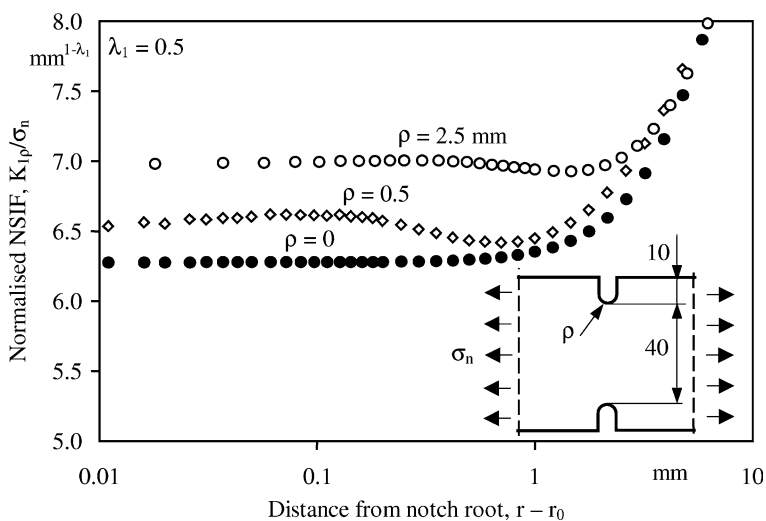 8.0
mm¹⁻λ₁
λ₁ = 0.5
7.5
ρ = 2.5 mm
7.0
ρ = 0.5
6.5
ρ = 0
6.0
5.5
5.0
Normalised NSIF, K₁ρ/σₙ
10
ρ
40
σₙ
0.01
0.1
1
mm
10
Distance from notch root, r – r₀